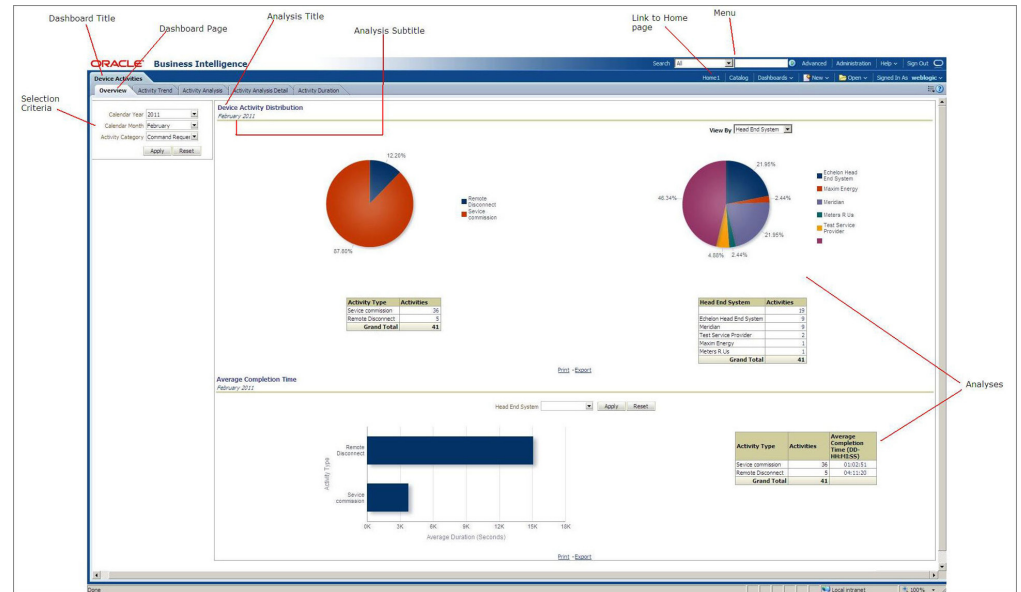 Dashboard Title
Analysis Title
Dashboard Page
Analysis Subtitle
Link to Home page
Menu
ORACLE Business Intelligence
Search All Advanced Administration Help Sign Out
Device Activities
Home1 Catalog Dashboards New Open Signed In As weblogic
Overview Activity Trend Activity Analysis Activity Analysis Detail Activity Duration
Selection Criteria
Calendar Year 2011
Calendar Month February
Activity Category Command Reques
Apply Reset
Device Activity Distribution
February 2011
View By Head End System
12.20%
87.80%
Remote Disconnect
Sevice commission
21.95%
2.44%
21.95%
2.44%
4.88%
46.34%
Echelon Head End System
Maxim Energy
Meridian
Meters R Us
Test Service Provider
Activity Type Activities
Sevice commission 36
Remote Disconnect 5
Grand Total 41
Head End System Activities
19
Echelon Head End System 9
Meridian 9
Test Service Provider 2
Maxim Energy 1
Meters R Us 1
Grand Total 41
Analyses
Print - Export
Average Completion Time
February 2011
Head End System Apply Reset
Activity Type
Remote Disconnect
Sevice commission
0K 3K 6K 9K 12K 15K 18K
Average Duration (Seconds)
Activity Type Activities Average Completion Time (DD-HH:MI:SS)
Sevice commission 36 01:02:51
Remote Disconnect 5 04:11:20
Grand Total 41
Print - Export
Done Local intranet 100%